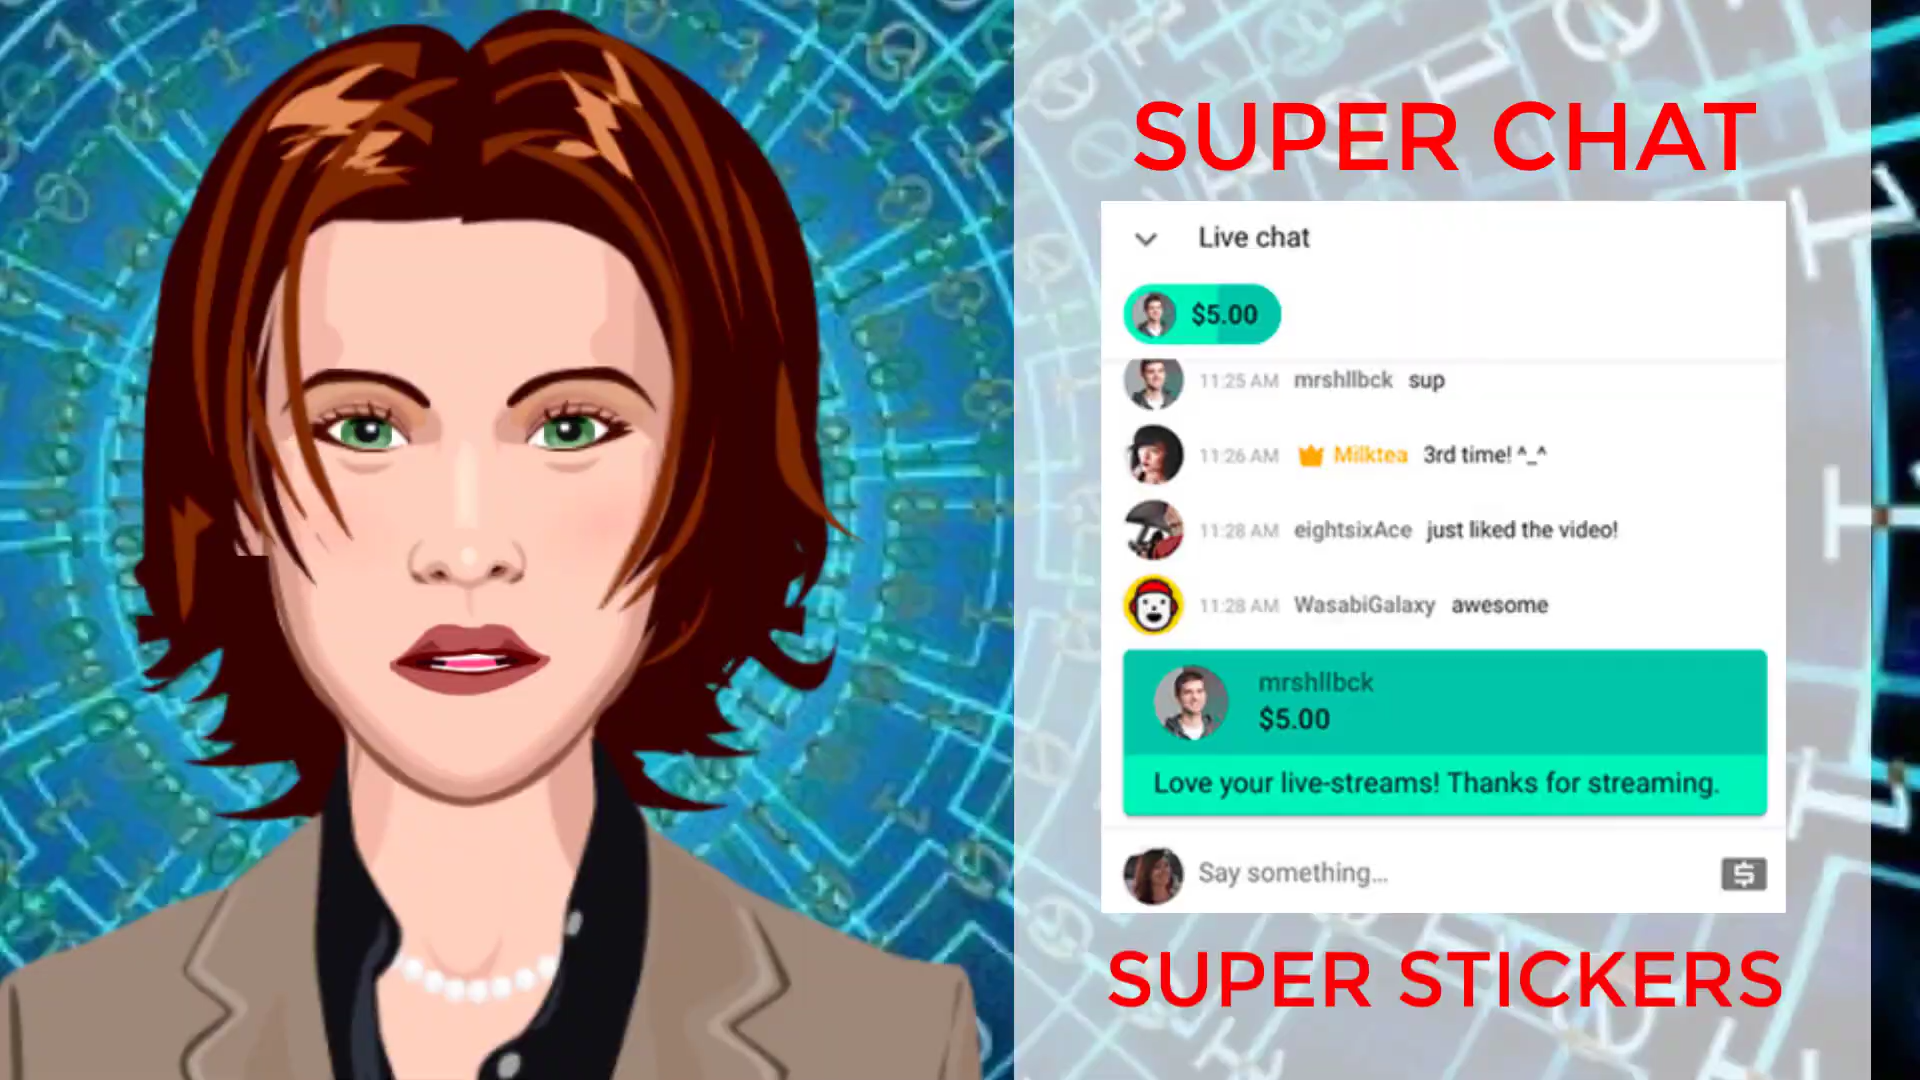 SUPER CHAT
Live chat
$5.00
11:25 AM mrshllbck sup
11:26 AM Milktea 3rd time! ^_^
11:28 AM eightsixAce just liked the video!
11:28 AM WasabiGalaxy awesome
mrshllbck
$5.00
Love your live-streams! Thanks for streaming.
Say something...
$
SUPER STICKERS